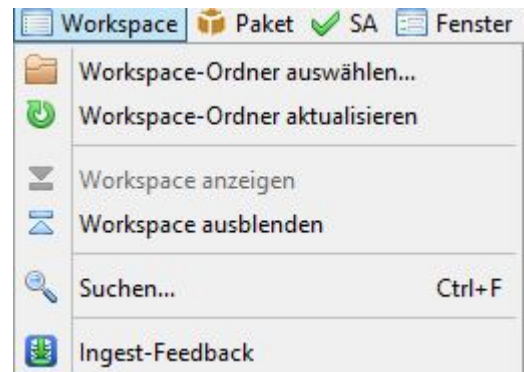 Workspace Paket SA Fenster
Workspace-Ordner auswählen...
Workspace-Ordner aktualisieren
Workspace anzeigen
Workspace ausblenden
Suchen... Ctrl+F
Ingest-Feedback